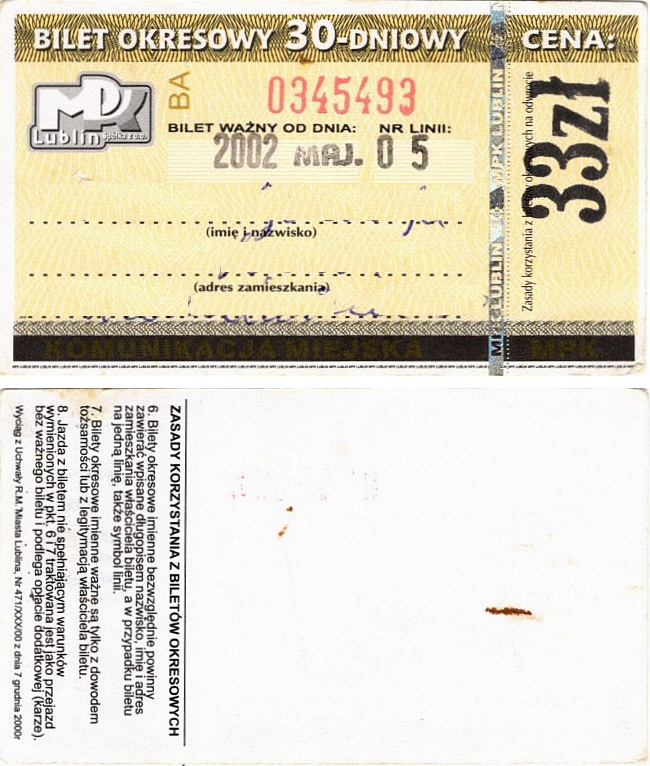 BILET OKRESOWY 30-DNIOWY
CENA:
MPK
Lublin Spółka z o.o.
BA
0345493
33zł
BILET WAŻNY OD DNIA: NR LINII:
2002 MAJ. 05
(imię i nazwisko)
(adres zamieszkania)
MPK LUBLIN
MPK LUBLIN
Zasady korzystania z na odwrocie
KOMUNIKACJA MIEJSKA MPK
ZASADY KORZYSTANIA Z BILETÓW OKRESOWYCH
6. Bilety okresowe imienne bezwzględnie powinny
zawierać wpisane długopisem nazwisko, imię i adres
zamieszkania właściciela biletu, a w przypadku biletu
na jedną linię, także symbol linii.
7. Bilety okresowe imienne ważne są tylko z dowodem
tożsamości lub z legitymacją właściciela biletu.
8. Jazda z biletem nie spełniającym warunków
wymienionych w pkt. 6 i 7 traktowana jest jako przejazd
bez ważnego biletu i podlega opłacie dodatkowej (karze).
Wyciąg z Uchwały R.M. Miasta Lublina, Nr 471/XXX/00 z dnia 7 grudnia 2000r